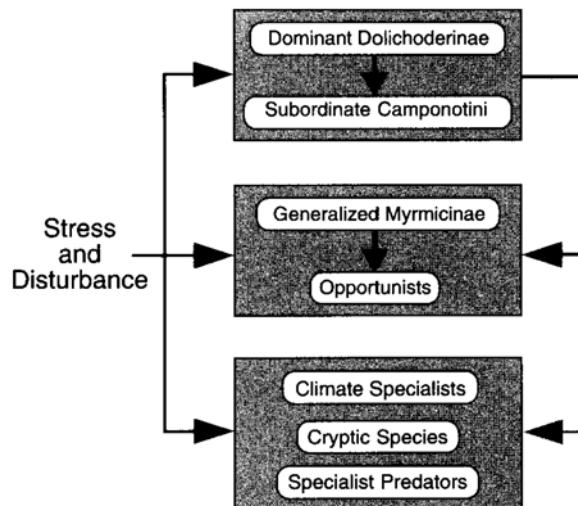 Dominant Dolichoderinae
Subordinate Camponotini
Stress
and
Disturbance
Generalized Myrmicinae
Opportunists
Climate Specialists
Cryptic Species
Specialist Predators